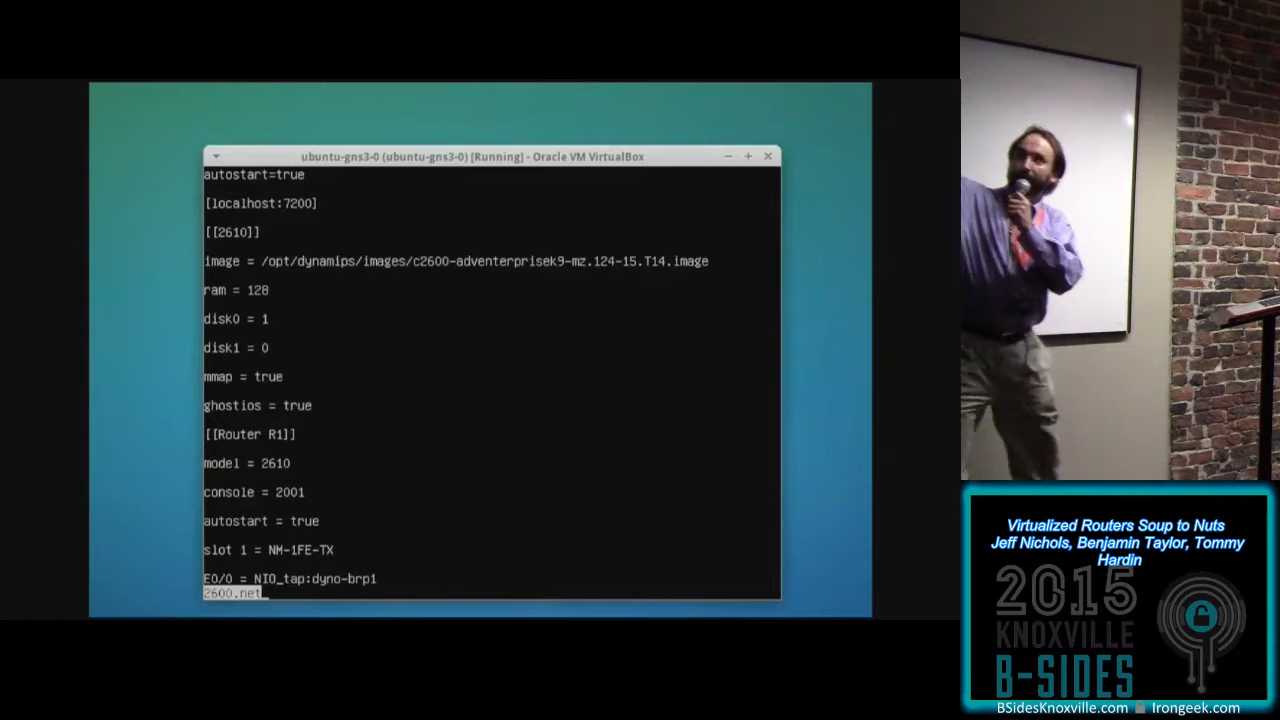 ubuntu-gns3-0 (ubuntu-gns3-0) [Running] - Oracle VM VirtualBox
autostart=true
[localhost:7200]
[[2610]]
image = /opt/dynamips/images/c2600-adventerprisek9-mz.124-15.T14.image
ram = 128
disk0 = 1
disk1 = 0
mmap = true
ghostios = true
[[Router R1]]
model = 2610
console = 2001
autostart = true
slot 1 = NM-1FE-TX
E0/0 = NIO_tap:dyno-brp1
2600.net
Virtualized Routers Soup to Nuts
Jeff Nichols, Benjamin Taylor, Tommy
Hardin
2015
KNOXVILLE
B-SIDES
BSidesKnoxville.com Irongeek.com